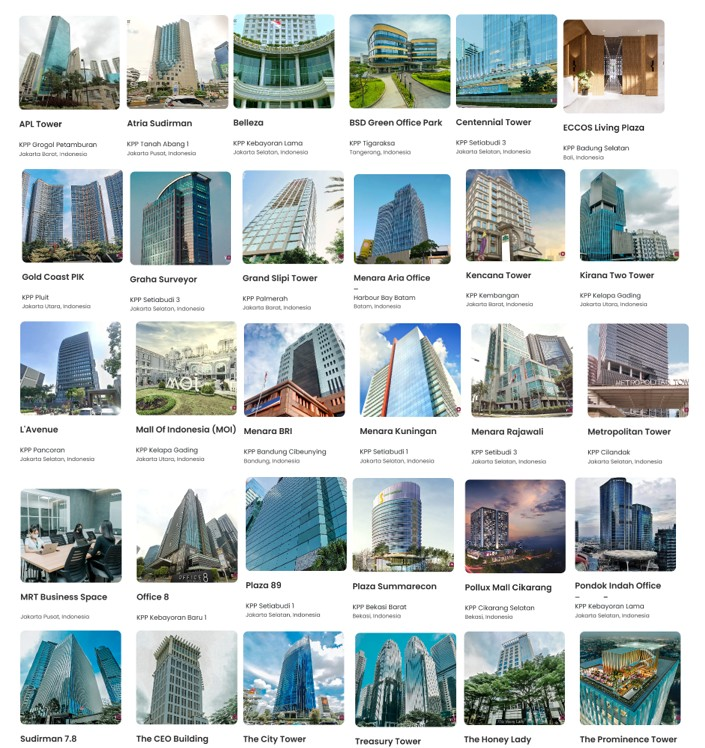 APL Tower
KPP Grogol Petamburan
Jakarta Barat, Indonesia
Atria Sudirman
KPP Tanah Abang 1
Jakarta Pusat, Indonesia
Belleza
KPP Kebayoran Lama
Jakarta Selatan, Indonesia
BSD Green Office Park
KPP Tigaraksa
Tangerang, Indonesia
Centennial Tower
KPP Setiabudi 3
Jakarta Selatan, Indonesia
ECCOS Living Plaza
KPP Badung Selatan
Bali, Indonesia
Gold Coast PIK
KPP Pluit
Jakarta Utara, Indonesia
Graha Surveyor
KPP Setiabudi 3
Jakarta Selatan, Indonesia
Grand Slipi Tower
KPP Palmerah
Jakarta Barat, Indonesia
Menara Aria Office
–
Harbour Bay Batam
Batam, Indonesia
Kencana Tower
KPP Kembangan
Jakarta Barat, Indonesia
Kirana Two Tower
KPP Kelapa Gading
Jakarta Utara, Indonesia
L'Avenue
KPP Pancoran
Jakarta Selatan, Indonesia
MOI
Mall Of Indonesia (MOI)
KPP Kelapa Gading
Jakarta Utara, Indonesia
Menara BRI
KPP Bandung Cibeunying
Bandung, Indonesia
Menara Kuningan
KPP Setiabudi 1
Jakarta Selatan, Indonesia
Menara Rajawali
KPP Setibudi 3
Jakarta Selatan, Indonesia
METROPOLITAN TOW
Metropolitan Tower
KPP Cilandak
Jakarta Selatan, Indonesia
MRT Business Space
Jakarta Pusat, Indonesia
OFFICE 8
Office 8
KPP Kebayoran Baru 1
Plaza 89
KPP Setiabudi 1
Jakarta Selatan, Indonesia
Plaza Summarecon
KPP Bekasi Barat
Bekasi, Indonesia
Pollux Mall Cikarang
KPP Cikarang Selatan
Bekasi, Indonesia
Pondok Indah Office
KPP Kebayoran Lama
Jakarta Selatan, Indonesia
Sudirman 7.8
The CEO Building
The City Tower
Treasury Tower
The Honey Lady
The Prominence Tower